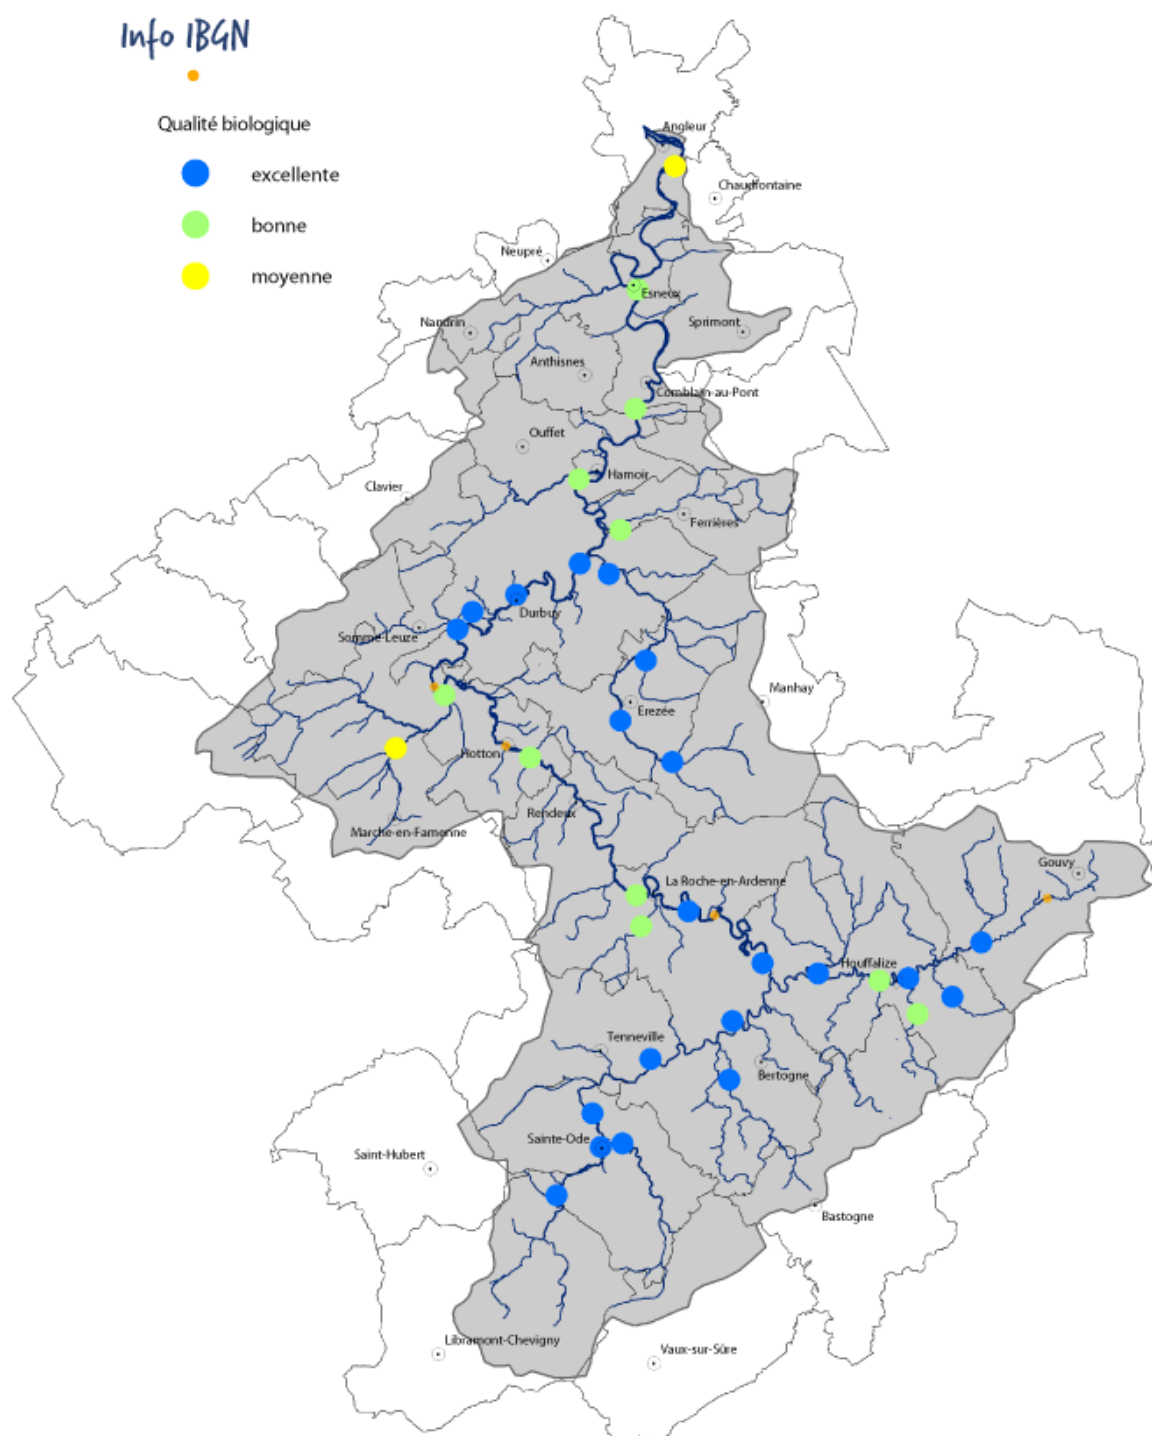 Info IBGN
Qualité biologique
excellente
bonne
moyenne
Angleur
Chaudfontaine
Neupré
Esneux
Nandrin
Sprimont
Anthisnes
Comblain-au-Pont
Ouffet
Hamoir
Clavier
Ferrières
Durbuy
Somme-Leuze
Manhay
Erezée
Hotton
Rendeux
Marche-en-Famenne
Gouvy
La Roche-en-Ardenne
Houffalize
Tenneville
Bertogne
Sainte-Ode
Saint-Hubert
Bastogne
Libramont-Chevigny
Vaux-sur-Sûre